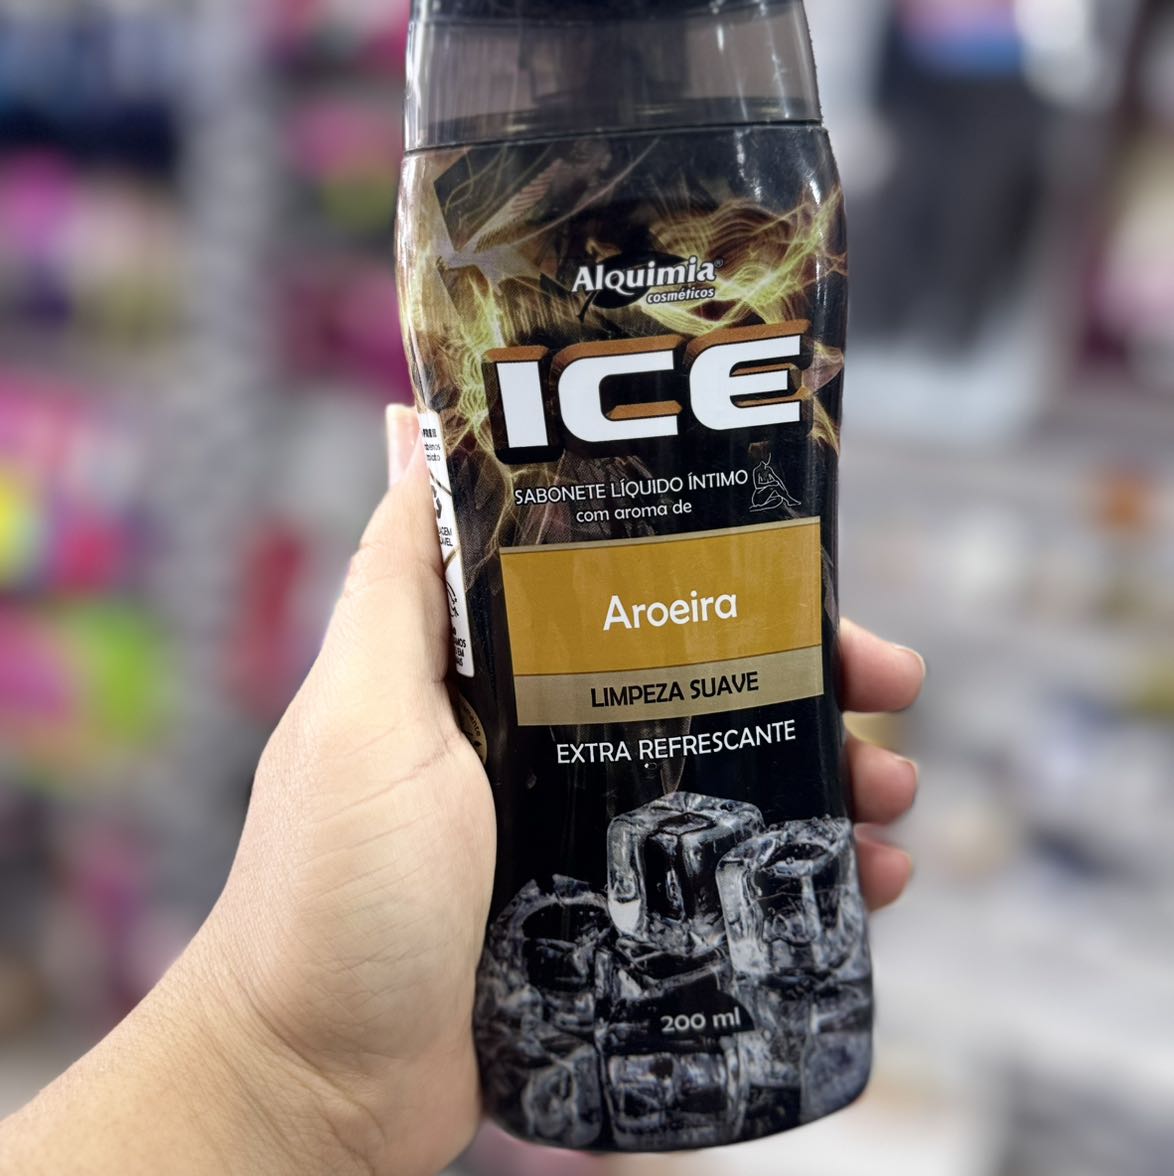 Alquimia®
cosméticos
ICE
SABONETE LÍQUIDO ÍNTIMO
com aroma de
Aroeira
LIMPEZA SUAVE
EXTRA REFRESCANTE
200 ml